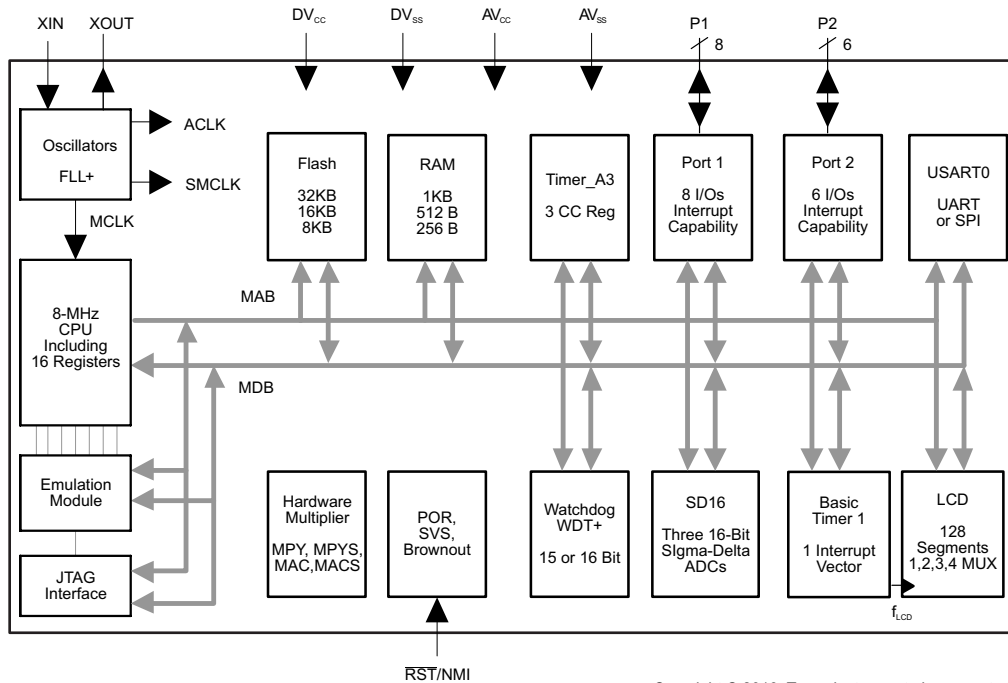 XIN XOUT DVCC DVSS AVCC AVSS P1 P2
8 6
Oscillators
FLL+
ACLK
SMCLK
MCLK
Flash
32KB
16KB
8KB
RAM
1KB
512 B
256 B
Timer_A3
3 CC Reg
Port 1
8 I/Os
Interrupt
Capability
Port 2
6 I/Os
Interrupt
Capability
USART0
UART
or SPI
8-MHz
CPU
Including
16 Registers
MAB
MDB
Emulation
Module
JTAG
Interface
Hardware
Multiplier
MPY, MPYS,
MAC,MACS
POR,
SVS,
Brownout
Watchdog
WDT+
15 or 16 Bit
SD16
Three 16-Bit
SIgma-Delta
ADCs
Basic
Timer 1
1 Interrupt
Vector
fLCD
LCD
128
Segments
1,2,3,4 MUX
RST/NMI